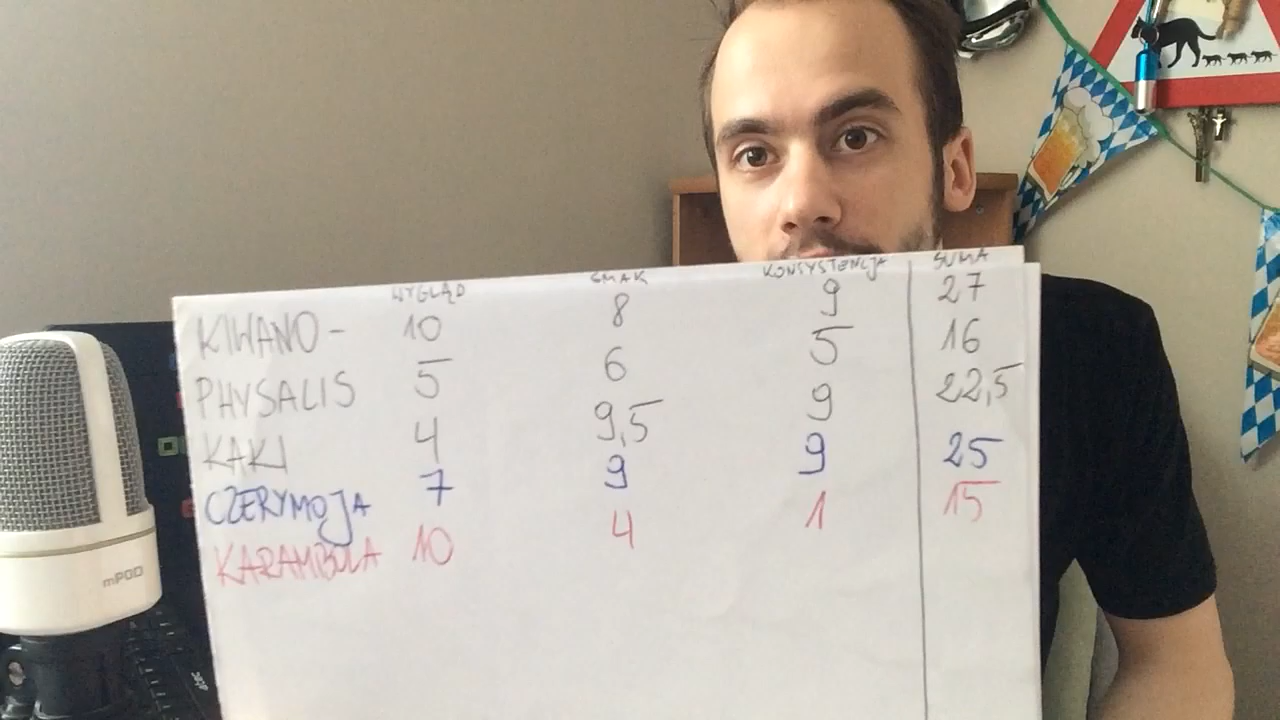 WYGLĄD SMAK KONSYSTENCJA SUMA
KIWANO - 10 8 9 27
PHYSALIS 5 6 5 16
KAKI 4 9,5 9 22,5
CZERYMOJA 7 9 9 25
KARAMBOLA 10 4 1 15
mPOD